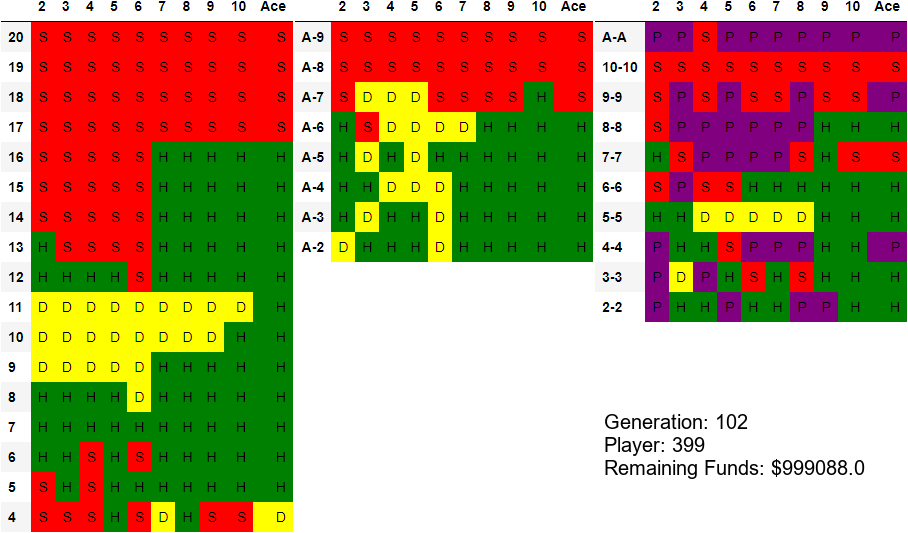 2 3 4 5 6 7 8 9 10 Ace
20 S S S S S S S S S S
19 S S S S S S S S S S
18 S S S S S S S S S S
17 S S S S S S S S S S
16 S S S S S H H H H H
15 S S S S S H H H H H
14 S S S S S H H H H H
13 H S S S S H H H H H
12 H H H H S H H H H H
11 D D D D D D D D D H
10 D D D D D D D D H H
9 D D D D D H H H H H
8 H H H H D H H H H H
7 H H H H H H H H H H
6 H H S H S H H H H H
5 S H S H H H H H H H
4 S S S H S D H S S D
2 3 4 5 6 7 8 9 10 Ace
A-9 S S S S S S S S S S
A-8 S S S S S S S S S S
A-7 S D D D S S S S H S
A-6 H S D D D D H H H H
A-5 H D H D H H H H H H
A-4 H H D D D H H H H H
A-3 H D H H D H H H H H
A-2 D H H H D H H H H H
2 3 4 5 6 7 8 9 10 Ace
A-A P P S P P P P P P P
10-10 S S S S S S S S S S
9-9 S P S P S S P S S P
8-8 S P P P P P P H H H
7-7 H S P P P P S H S S
6-6 S P S S H H H H H H
5-5 H H D D D D D H H H
4-4 P H H S P P P H H P
3-3 P D P H S H S H H H
2-2 P H H P H H P P H H
Generation: 102
Player: 399
Remaining Funds: $999088.0